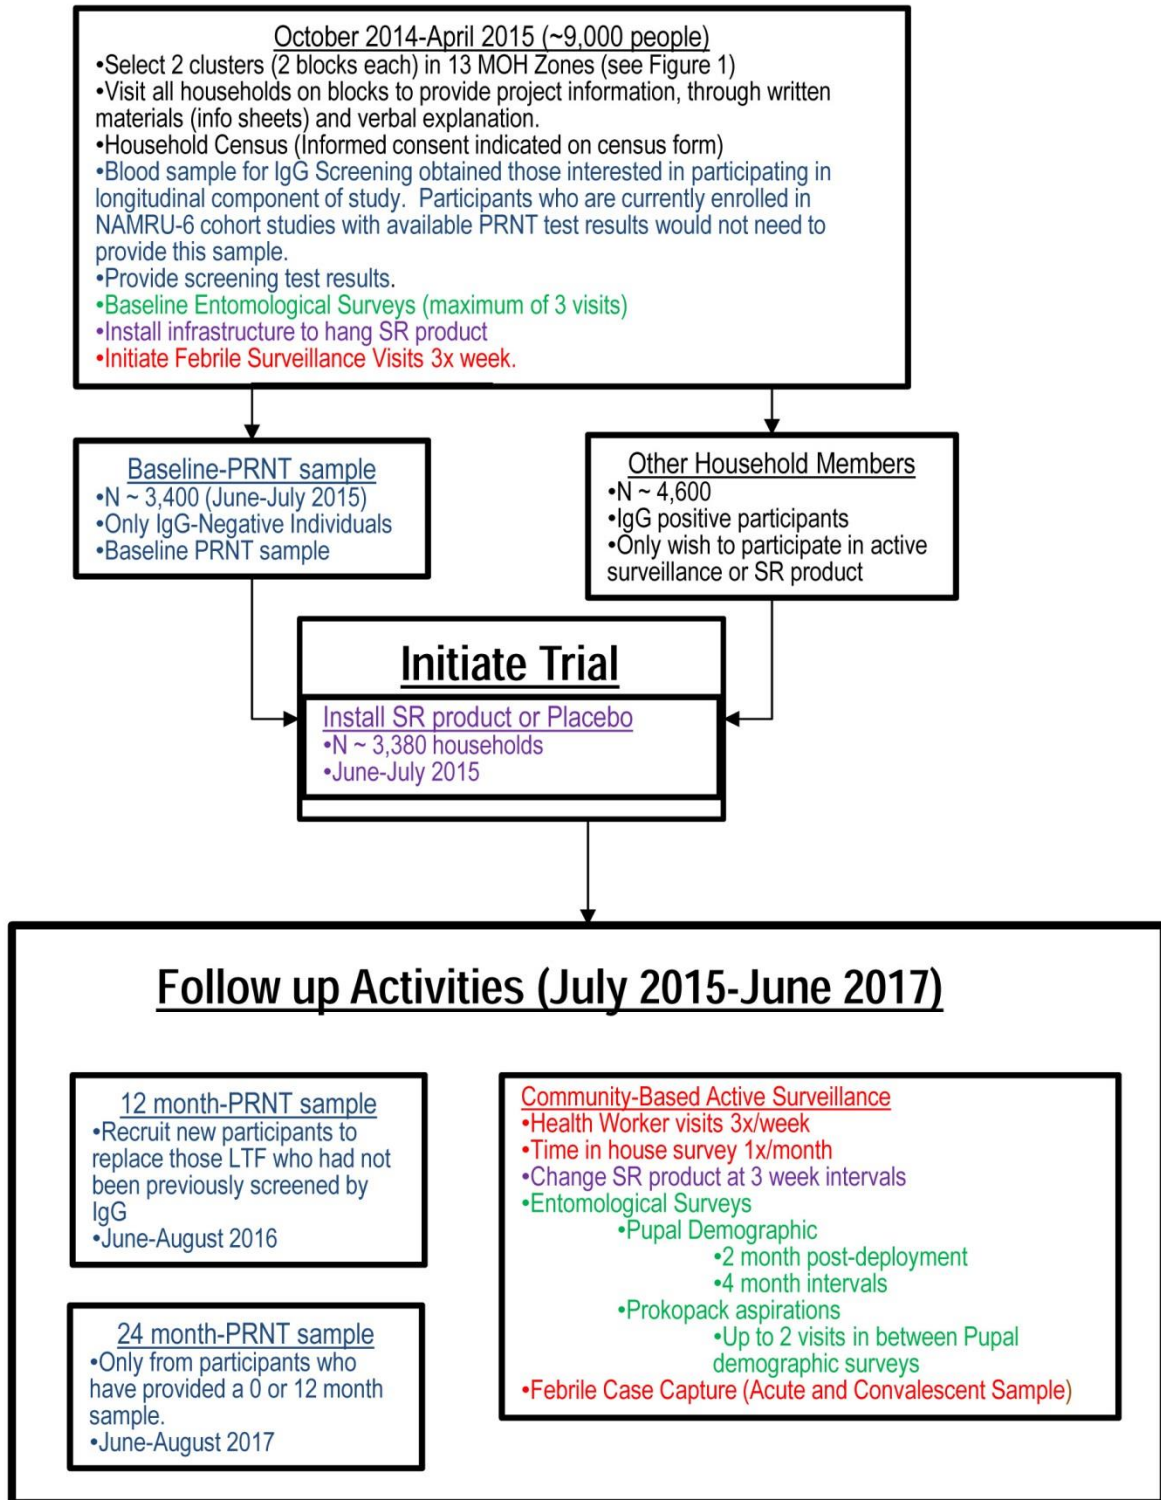 October 2014-April 2015 (~9,000 people)
•Select 2 clusters (2 blocks each) in 13 MOH Zones (see Figure 1)
•Visit all households on blocks to provide project information, through written
materials (info sheets) and verbal explanation.
•Household Census (Informed consent indicated on census form)
•Blood sample for IgG Screening obtained those interested in participating in
longitudinal component of study.  Participants who are currently enrolled in
NAMRU-6 cohort studies with available PRNT test results would not need to
provide this sample.
•Provide screening test results.
•Baseline Entomological Surveys (maximum of 3 visits)
•Install infrastructure to hang SR product
•Initiate Febrile Surveillance Visits 3x week.
Baseline-PRNT sample
•N ~ 3,400 (June-July 2015)
•Only IgG-Negative Individuals
•Baseline PRNT sample
Other Household Members
•N ~ 4,600
•IgG positive participants
•Only wish to participate in active
surveillance or SR product
Initiate Trial
Install SR product or Placebo
•N ~ 3,380 households
•June-July 2015
Follow up Activities (July 2015-June 2017)
12 month-PRNT sample
•Recruit new participants to
replace those LTF who had not
been previously screened by
IgG
•June-August 2016
24 month-PRNT sample
•Only from participants who
have provided a 0 or 12 month
sample.
•June-August 2017
Community-Based Active Surveillance
•Health Worker visits 3x/week
•Time in house survey 1x/month
•Change SR product at 3 week intervals
•Entomological Surveys
•Pupal Demographic
•2 month post-deployment
•4 month intervals
•Prokopack aspirations
•Up to 2 visits in between Pupal
demographic surveys
•Febrile Case Capture (Acute and Convalescent Sample)